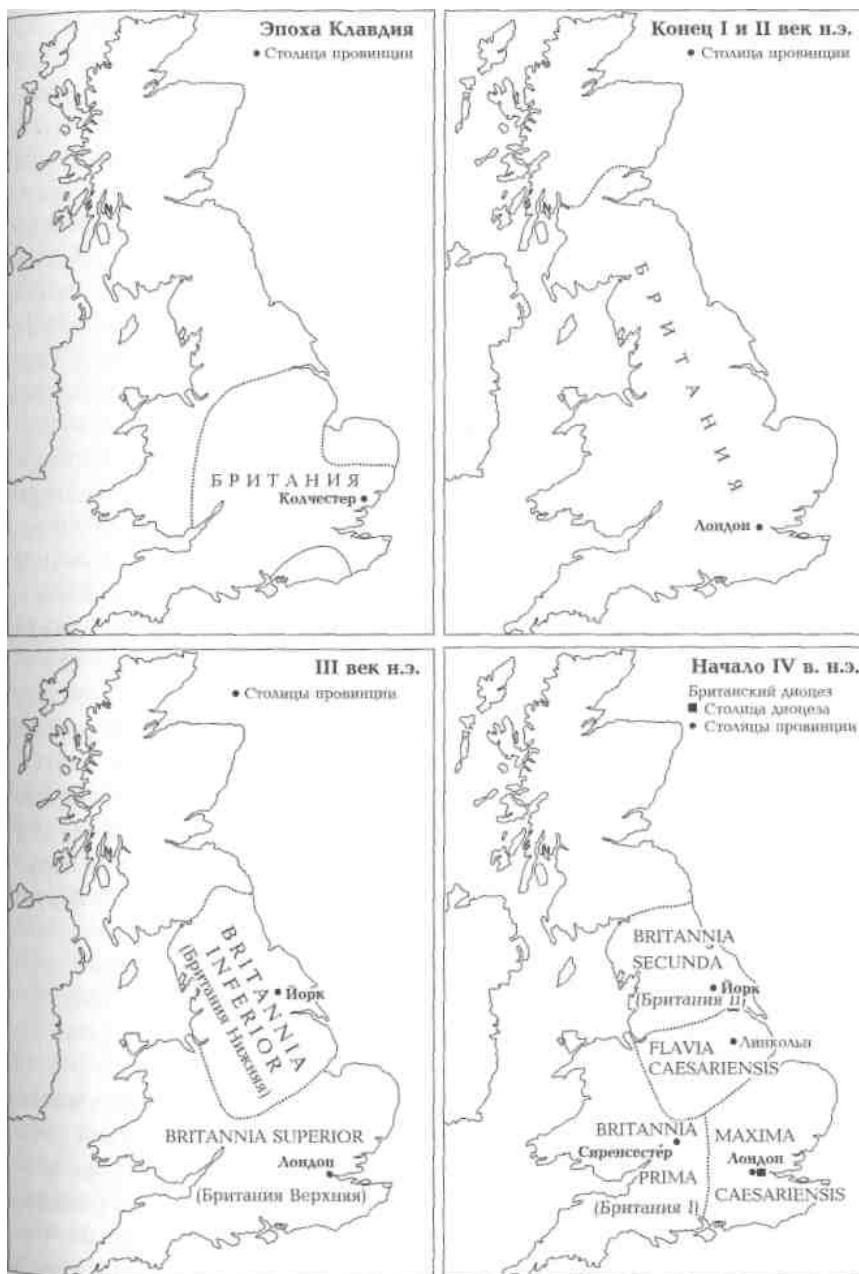 Эпоха Клавдия
Столица провинции
БРИТАНИЯ
Колчестер
Конец I и II век н.э.
Столица провинции
БРИТАНИЯ
Лондон
III век н.э.
Столицы провинции
BRITANNIA
INFERIOR
(Британия Нижняя)
Йорк
BRITANNIA SUPERIOR
Лондон
(Британия Верхняя)
Начало IV в. н.э.
Британский диоцез
Столица диоцеза
Столицы провинции
BRITANNIA
SECUNDA
Йорк
(Британия II)
FLAVIA
Линкольн
CAESARIENSIS
BRITANNIA
MAXIMA
Сиренсестер
Лондон
PRIMA
CAESARIENSIS
(Британия I)